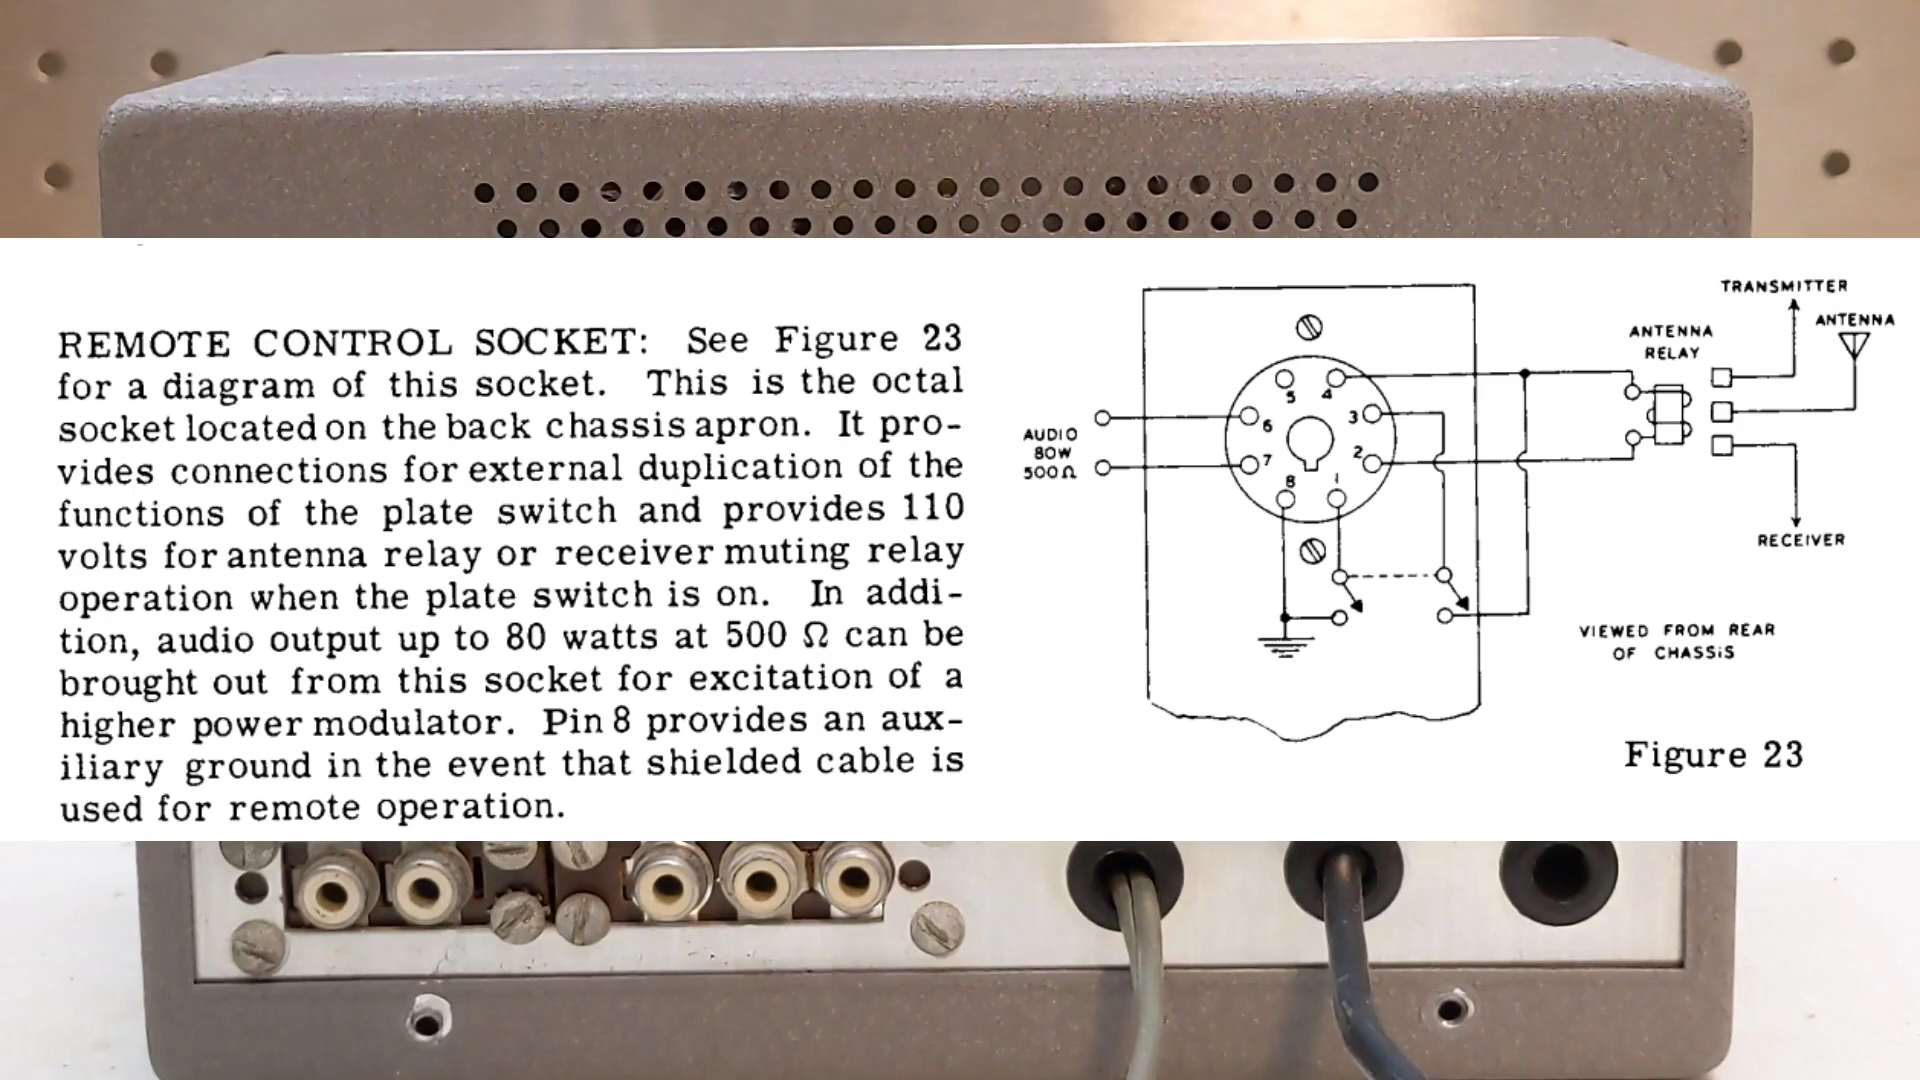 REMOTE CONTROL SOCKET: See Figure 23
for a diagram of this socket. This is the octal
socket located on the back chassis apron. It pro-
vides connections for external duplication of the
functions of the plate switch and provides 110
volts for antenna relay or receiver muting relay
operation when the plate switch is on. In addi-
tion, audio output up to 80 watts at 500 Ω can be
brought out from this socket for excitation of a
higher power modulator. Pin 8 provides an aux-
iliary ground in the event that shielded cable is
used for remote operation.
TRANSMITTER
ANTENNA
ANTENNA
RELAY
5
4
6
3
7
2
8
1
AUDIO
80W
500Ω
RECEIVER
VIEWED FROM REAR
OF CHASSIS
Figure 23